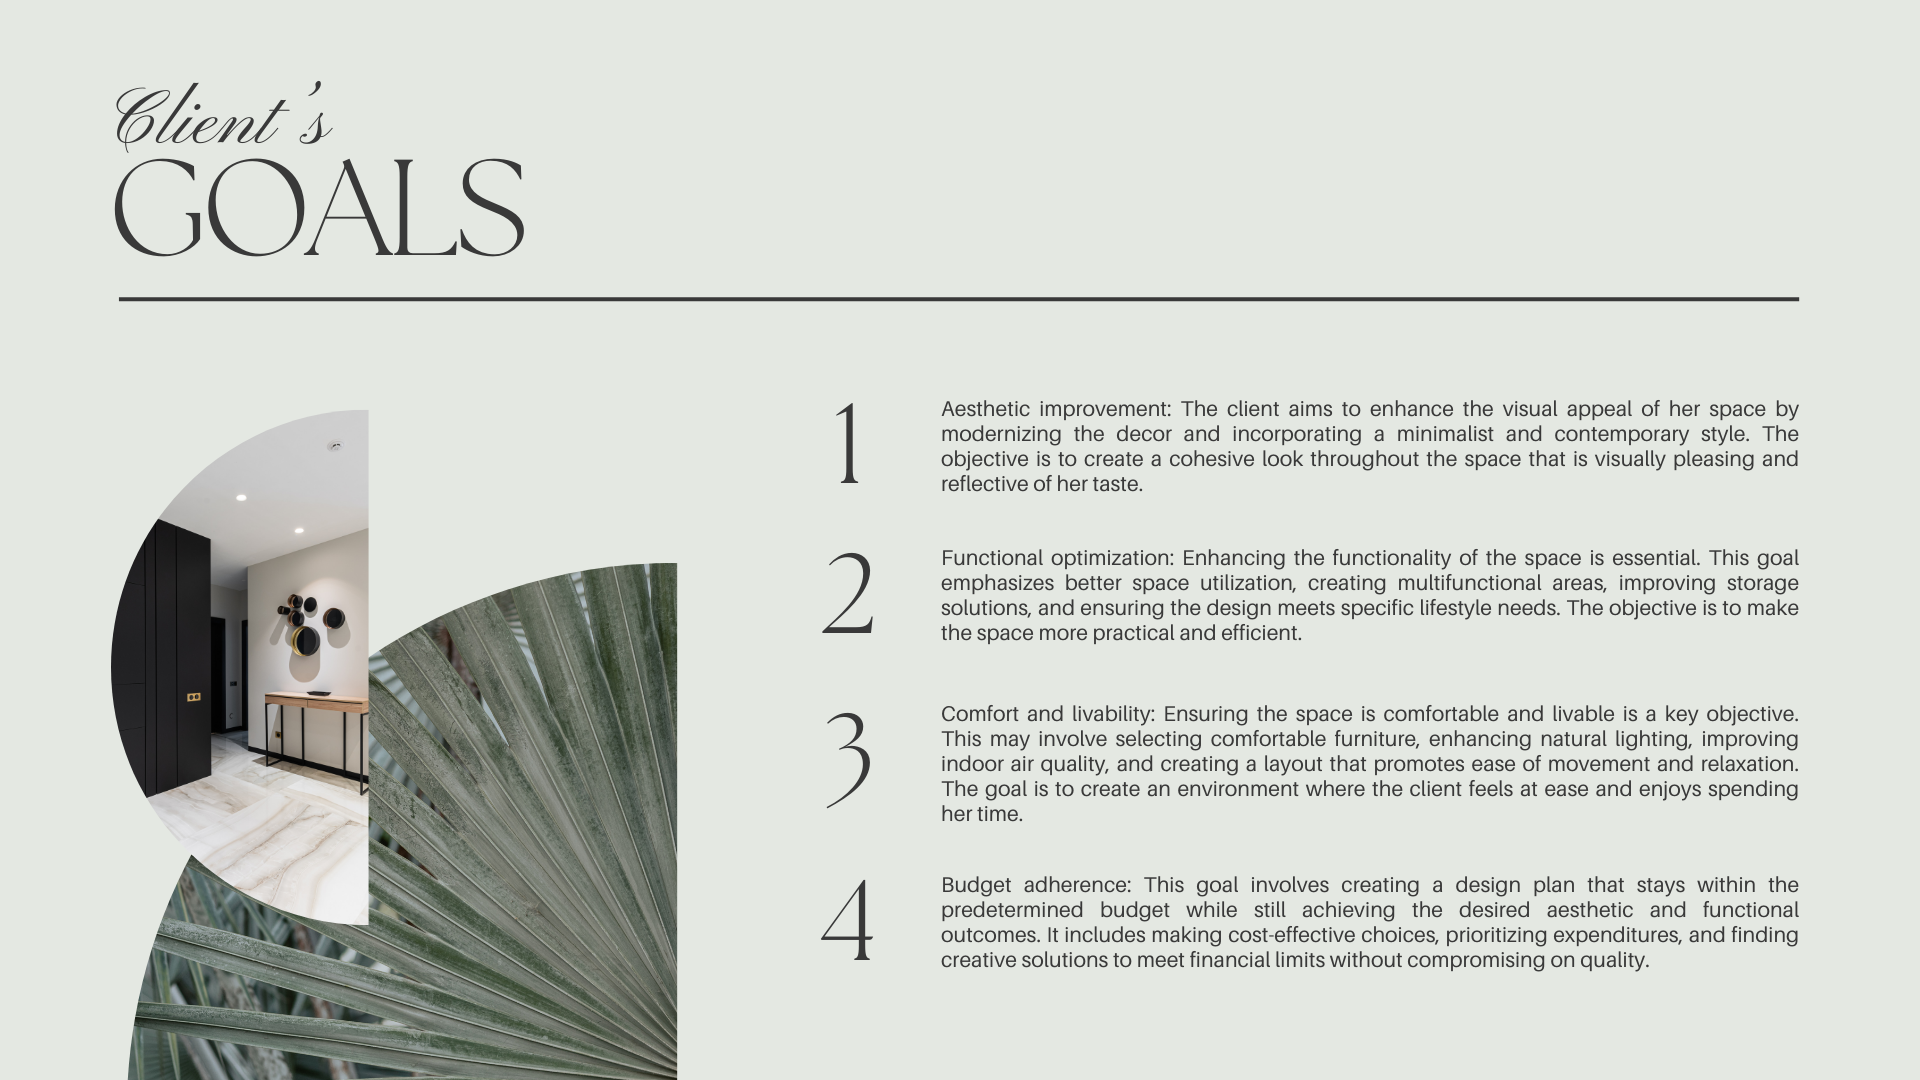 Client's
GOALS
1
Aesthetic improvement: The client aims to enhance the visual appeal of her space by
modernizing the decor and incorporating a minimalist and contemporary style. The
objective is to create a cohesive look throughout the space that is visually pleasing and
reflective of her taste.
2
Functional optimization: Enhancing the functionality of the space is essential. This goal
emphasizes better space utilization, creating multifunctional areas, improving storage
solutions, and ensuring the design meets specific lifestyle needs. The objective is to make
the space more practical and efficient.
3
Comfort and livability: Ensuring the space is comfortable and livable is a key objective.
This may involve selecting comfortable furniture, enhancing natural lighting, improving
indoor air quality, and creating a layout that promotes ease of movement and relaxation.
The goal is to create an environment where the client feels at ease and enjoys spending
her time.
4
Budget adherence: This goal involves creating a design plan that stays within the
predetermined budget while still achieving the desired aesthetic and functional
outcomes. It includes making cost-effective choices, prioritizing expenditures, and finding
creative solutions to meet financial limits without compromising on quality.